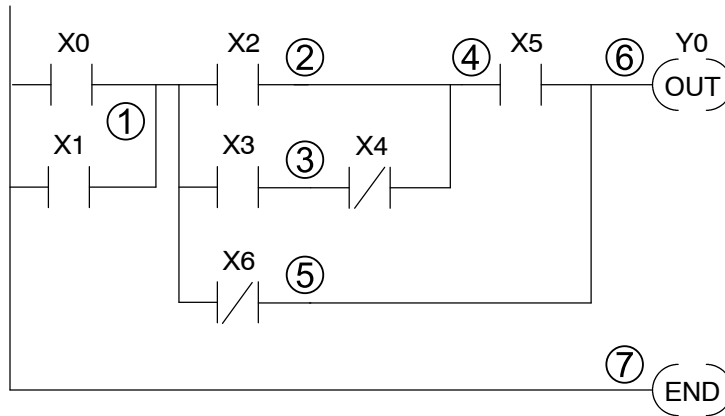 X0 X2 ② ④ X5 ⑥ Y0
OUT
①
X1 X3 ③ X4
X6 ⑤
⑦
END